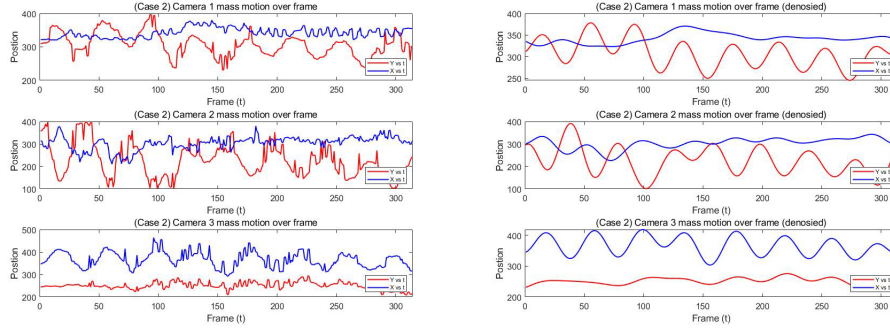 (Case 2) Camera 1 mass motion over frame
400
300
200
Postion
0 50 100 150 200 250 300
Frame (t)
Y vs t
X vs t
(Case 2) Camera 2 mass motion over frame
400
300
200
100
Postion
0 50 100 150 200 250 300
Frame (t)
Y vs t
X vs t
(Case 2) Camera 3 mass motion over frame
500
400
300
200
Postion
0 50 100 150 200 250 300
Frame (t)
Y vs t
X vs t
(Case 2) Camera 1 mass motion over frame (denosied)
400
350
300
250
Postion
0 50 100 150 200 250 300
Frame (t)
Y vs t
X vs t
(Case 2) Camera 2 mass motion over frame (denosied)
400
300
200
100
Postion
0 50 100 150 200 250 300
Frame (t)
Y vs t
X vs t
(Case 2) Camera 3 mass motion over frame (denosied)
400
300
200
Postion
0 50 100 150 200 250 300
Frame (t)
Y vs t
X vs t